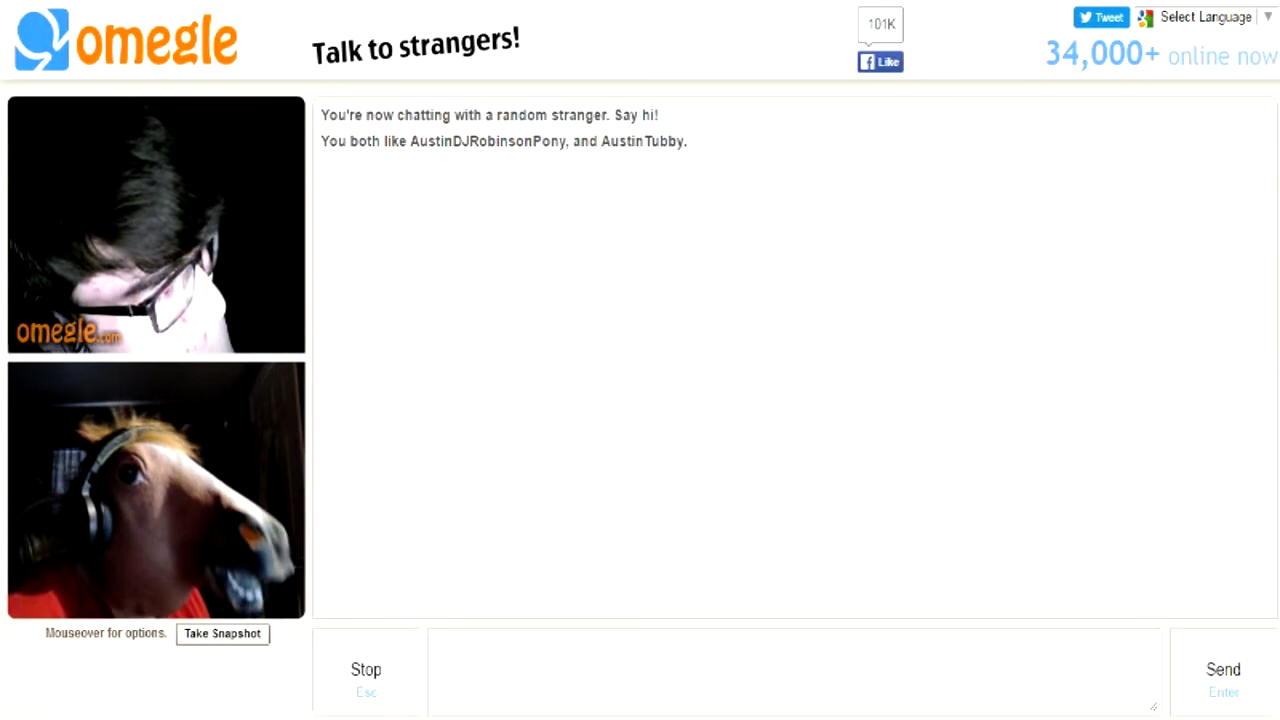 omegle
Talk to strangers!
101K
Like
Tweet
Select Language
34,000+ online now
You're now chatting with a random stranger. Say hi!
You both like AustinDJRobinsonPony, and AustinTubby.
omegle.com
Mouseover for options.
Take Snapshot
Stop
Esc
Send
Enter